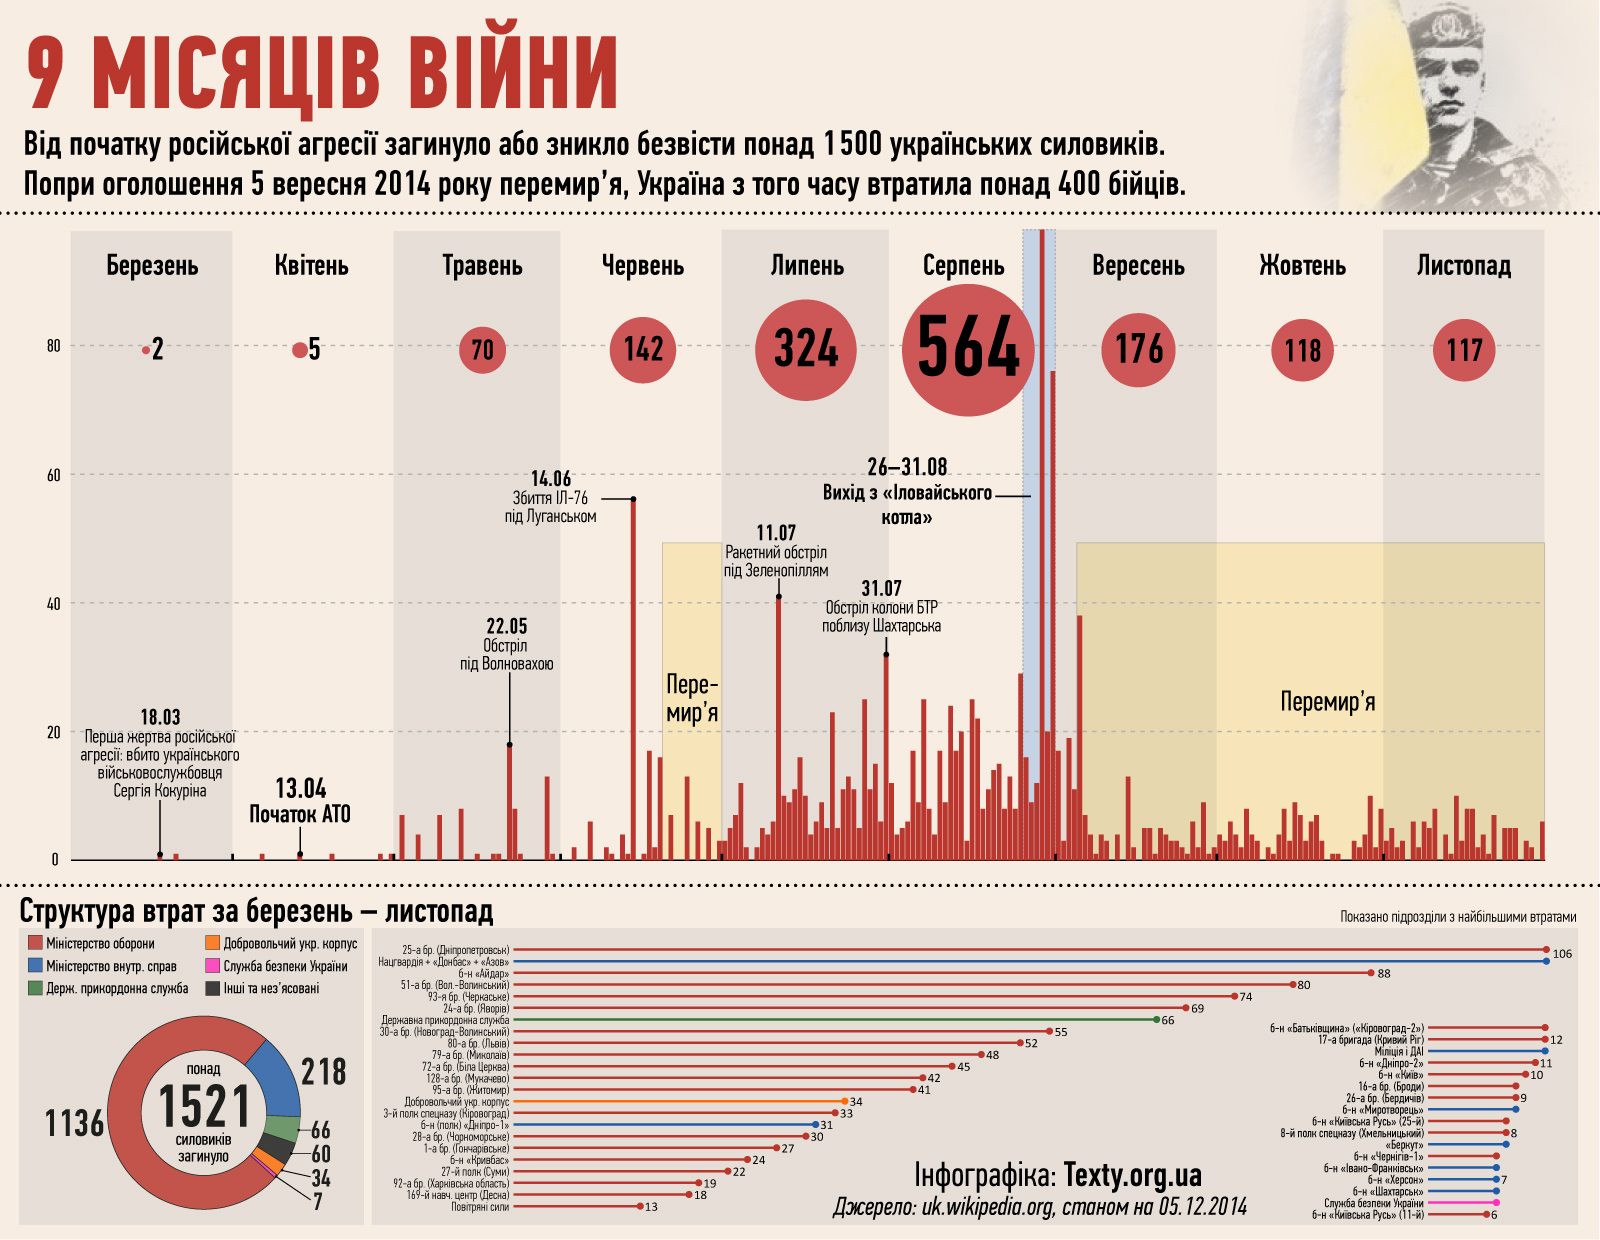 9 МІСЯЦІВ ВІЙНИ
Від початку російської агресії загинуло або зникло безвісти понад 1500 українських силовиків.
Попри оголошення 5 вересня 2014 року перемир’я, Україна з того часу втратила понад 400 бійців.
Березень
Квітень
Травень
Червень
Липень
Серпень
Вересень
Жовтень
Листопад
2
5
70
142
324
564
176
118
117
80
60
40
20
0
18.03
Перша жертва російської
агресії: вбито українського
військовослужбовця
Сергія Кокуріна
13.04
Початок АТО
22.05
Обстріл
під Волновахою
14.06
Збиття ІЛ-76
під Луганськом
Пере-
мир’я
11.07
Ракетний обстріл
під Зеленопіллям
31.07
Обстріл колони БТР
поблизу Шахтарська
26–31.08
Вихід з «Іловайського
котла»
Перемир’я
Структура втрат за березень – листопад
Показано підрозділи з найбільшими втратами
Міністерство оборони
Міністерство внутр. справ
Держ. прикордонна служба
Добровольчий укр. корпус
Служба безпеки України
Інші та нез’ясовані
понад
1521
силовиків
загинуло
1136
218
66
60
34
7
25-а бр. (Дніпропетровськ)
Нацгвардія + «Донбас» + «Азов»
106
б-н «Айдар» 88
51-а бр. (Вол.-Волинський) 80
93-я бр. (Черкаське) 74
24-а бр. (Яворів) 69
Державна прикордонна служба 66
30-а бр. (Новоград-Волинський) 55
80-а бр. (Львів) 52
79-а бр. (Миколаїв) 48
72-а бр. (Біла Церква) 45
128-а бр. (Мукачево) 42
95-а бр. (Житомир) 41
Добровольчий укр. корпус 34
3-й полк спецназу (Кіровоград) 33
б-н (полк) «Дніпро-1» 31
28-а бр. (Чорноморське) 30
1-а бр. (Гончарівське) 27
б-н «Кривбас» 24
27-й полк (Суми) 22
92-а бр. (Харківська область) 19
169-й навч. центр (Десна) 18
Повітряні сили 13
б-н «Батьківщина» («Кіровоград-2»)
17-а бригада (Кривий Ріг) 12
Міліція і ДАІ
б-н «Дніпро-2» 11
б-н «Київ» 10
16-а бр. (Броди)
26-а бр. (Бердичів) 9
б-н «Миротворець»
б-н «Київська Русь» (25-й)
8-й полк спецназу (Хмельницький) 8
«Беркут»
б-н «Чернігів-1»
б-н «Івано-Франківськ»
б-н «Херсон» 7
б-н «Шахтарськ»
Служба безпеки України
б-н «Київська Русь» (11-й) 6
Інфографіка: Texty.org.ua
Джерело: uk.wikipedia.org, станом на 05.12.2014